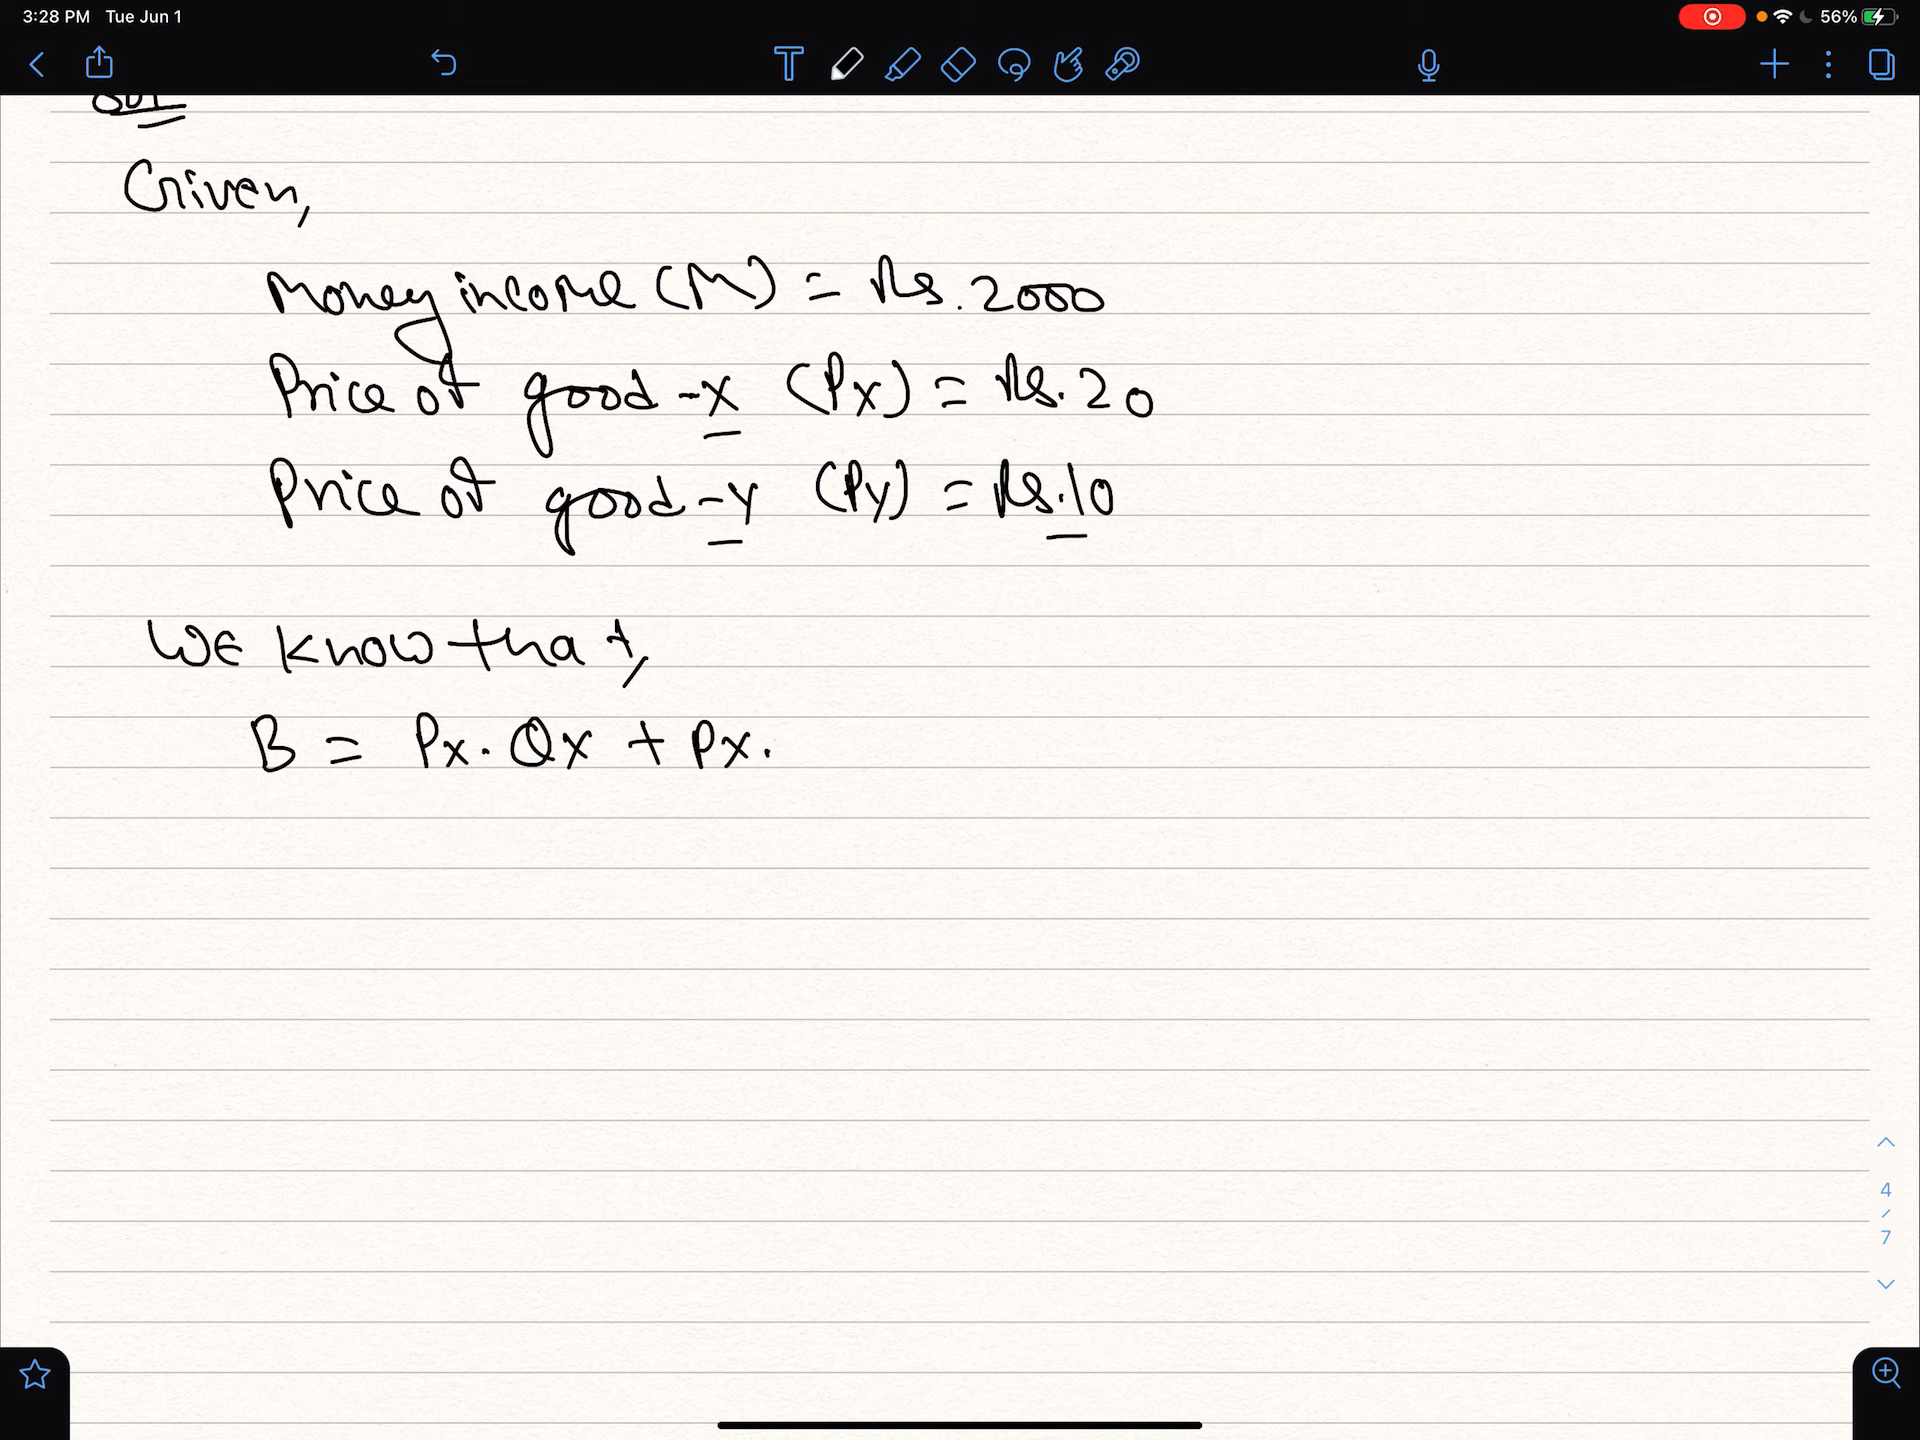 3:28 PM Tue Jun 1 56%
Sol
Given,
Money income (M) = Rs. 2000
Price of good -x (Px) = Rs. 20
Price of good -y (Py) = Rs. 10
We know that,
B = Px. Qx + Px.
4
/
7